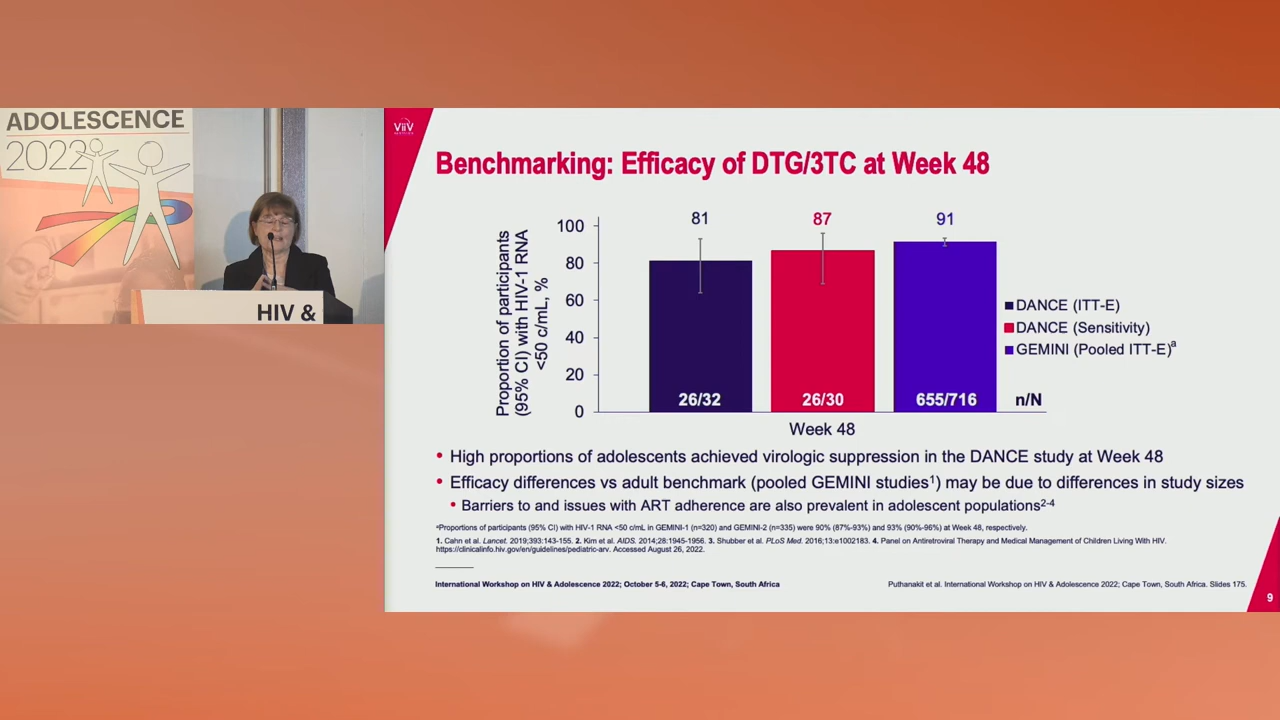 ADOLESCENCE
2022
HIV &
ViiV
Benchmarking: Efficacy of DTG/3TC at Week 48
Proportion of participants
(95% CI) with HIV-1 RNA
<50 c/mL, %
100
80
60
40
20
0
81
87
91
26/32
26/30
655/716
n/N
Week 48
DANCE (ITT-E)
DANCE (Sensitivity)
GEMINI (Pooled ITT-E)a
• High proportions of adolescents achieved virologic suppression in the DANCE study at Week 48
• Efficacy differences vs adult benchmark (pooled GEMINI studies1) may be due to differences in study sizes
• Barriers to and issues with ART adherence are also prevalent in adolescent populations2-4
aProportions of participants (95% CI) with HIV-1 RNA <50 c/mL in GEMINI-1 (n=320) and GEMINI-2 (n=335) were 90% (87%-93%) and 93% (90%-96%) at Week 48, respectively.
1. Cahn et al. Lancet. 2019;393:143-155. 2. Kim et al. AIDS. 2014;28:1945-1956. 3. Shubber et al. PLoS Med. 2016;13:e1002183. 4. Panel on Antiretroviral Therapy and Medical Management of Children Living With HIV.
https://clinicalinfo.hiv.gov/en/guidelines/pediatric-arv. Accessed August 26, 2022.
International Workshop on HIV & Adolescence 2022; October 5-6, 2022; Cape Town, South Africa
Puthanakit et al. International Workshop on HIV & Adolescence 2022; Cape Town, South Africa. Slides 175.
9